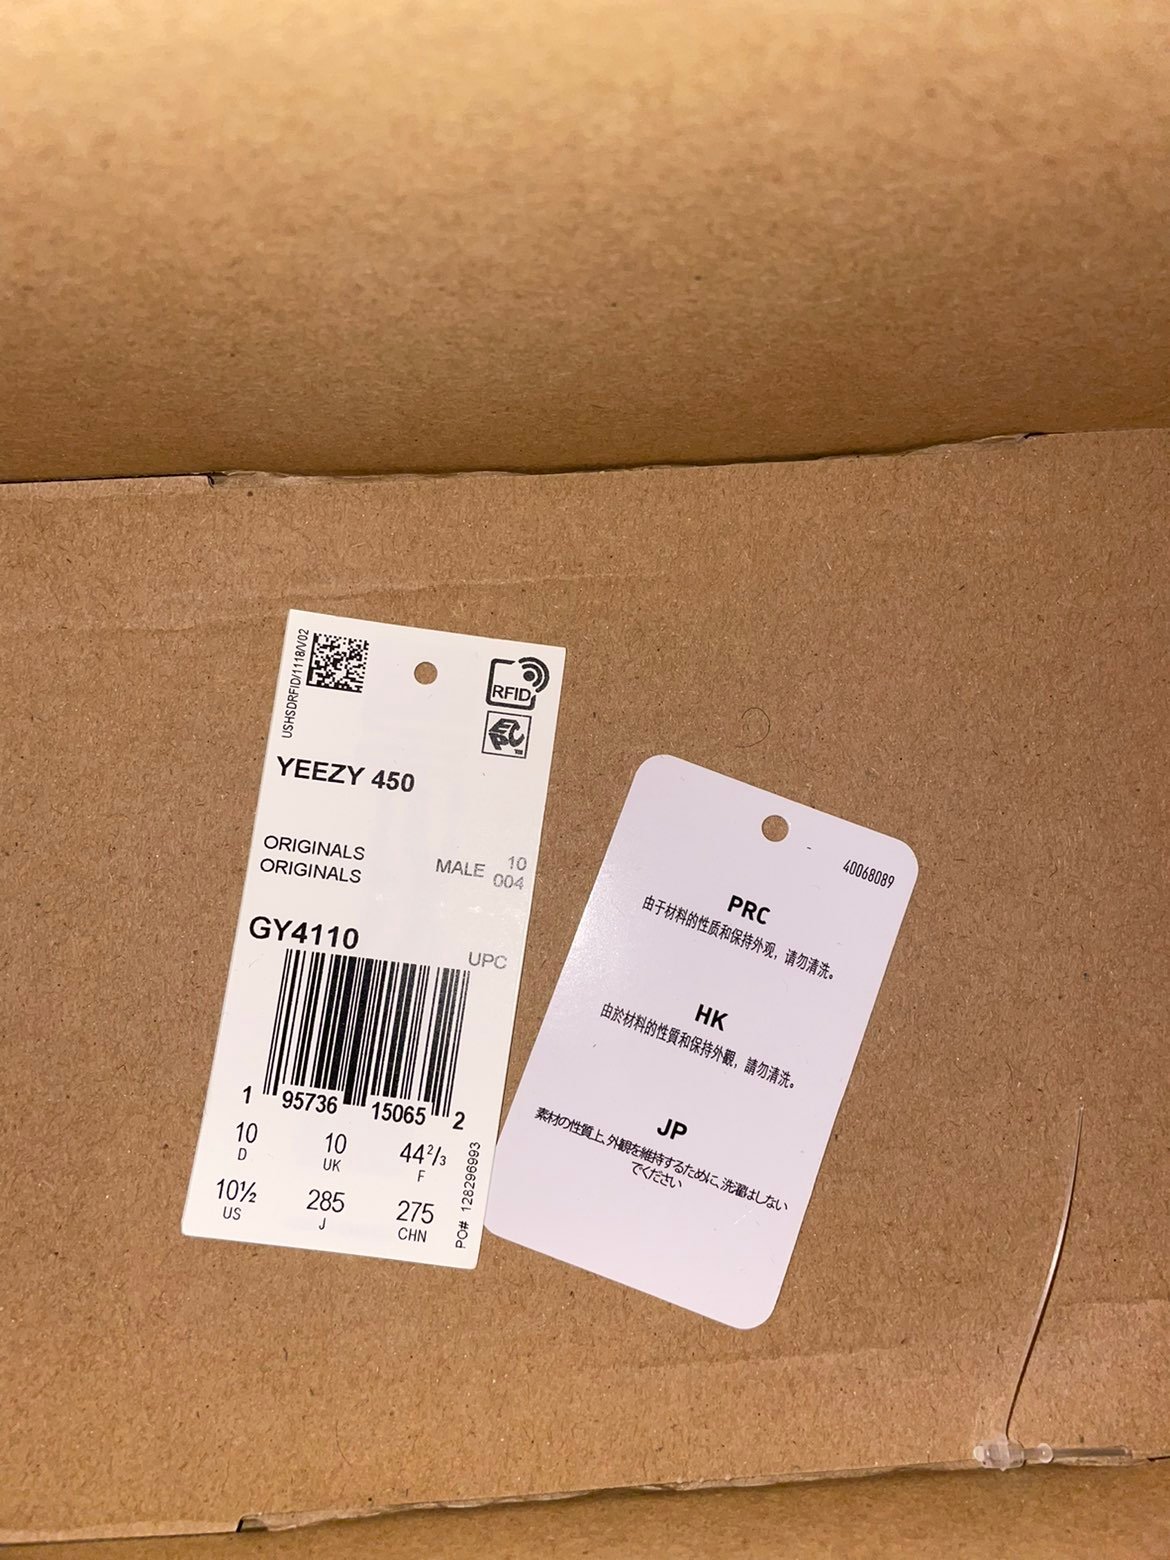 USHSDRFID/1118/V02
RFID
EPC
YEEZY 450
ORIGINALS
ORIGINALS
MALE 10
004
GY4110
UPC
1 95736 15065 2
10 10 44²/₃
D UK F
10½ 285 275
US J CHN
PO# 128296993
40068089
PRC
由于材料的性质和保持外观，请勿清洗。
HK
由於材料的性質和保持外觀，請勿清洗。
JP
素材の性質上、外観を維持するために、洗濯はしない
でください